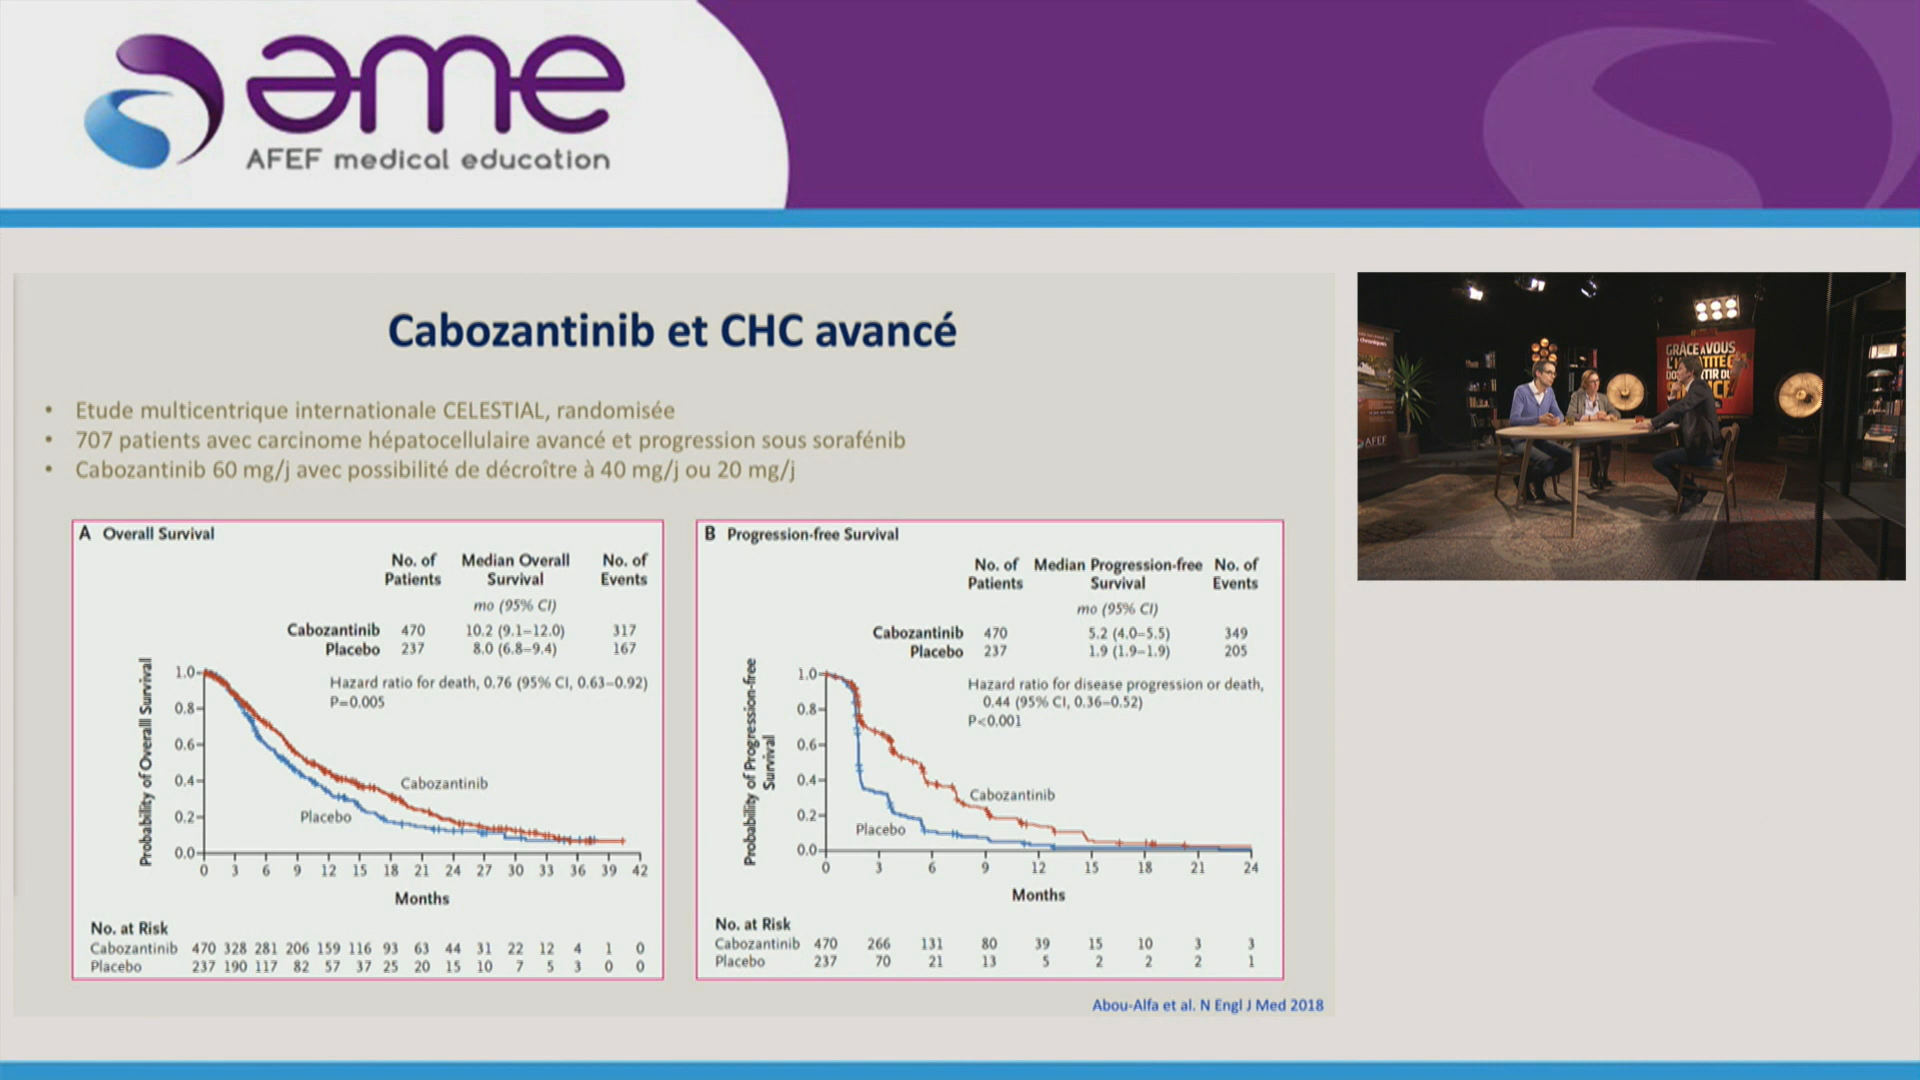 ame
AFEF medical education
Cabozantinib et CHC avancé
• Etude multicentrique internationale CELESTIAL, randomisée
• 707 patients avec carcinome hépatocellulaire avancé et progression sous sorafénib
• Cabozantinib 60 mg/j avec possibilité de décroître à 40 mg/j ou 20 mg/j
A Overall Survival
No. of Patients Median Overall Survival No. of Events
mo (95% CI)
Cabozantinib 470 10.2 (9.1–12.0) 317
Placebo 237 8.0 (6.8–9.4) 167
Hazard ratio for death, 0.76 (95% CI, 0.63–0.92)
P=0.005
Probability of Overall Survival
1.0
0.8
0.6
0.4
0.2
0.0
Cabozantinib
Placebo
0 3 6 9 12 15 18 21 24 27 30 33 36 39 42
Months
No. at Risk
Cabozantinib 470 328 281 206 159 116 93 63 44 31 22 12 4 1 0
Placebo 237 190 117 82 57 37 25 20 15 10 7 5 3 0 0
B Progression-free Survival
No. of Patients Median Progression-free Survival No. of Events
mo (95% CI)
Cabozantinib 470 5.2 (4.0–5.5) 349
Placebo 237 1.9 (1.9–1.9) 205
Hazard ratio for disease progression or death,
0.44 (95% CI, 0.36–0.52)
P<0.001
Probability of Progression-free
Survival
1.0
0.8
0.6
0.4
0.2
0.0
Cabozantinib
Placebo
0 3 6 9 12 15 18 21 24
Months
No. at Risk
Cabozantinib 470 266 131 80 39 15 10 3 3
Placebo 237 70 21 13 5 2 2 2 1
Abou-Alfa et al. N Engl J Med 2018
GRÂCE À VOUS
AFEF